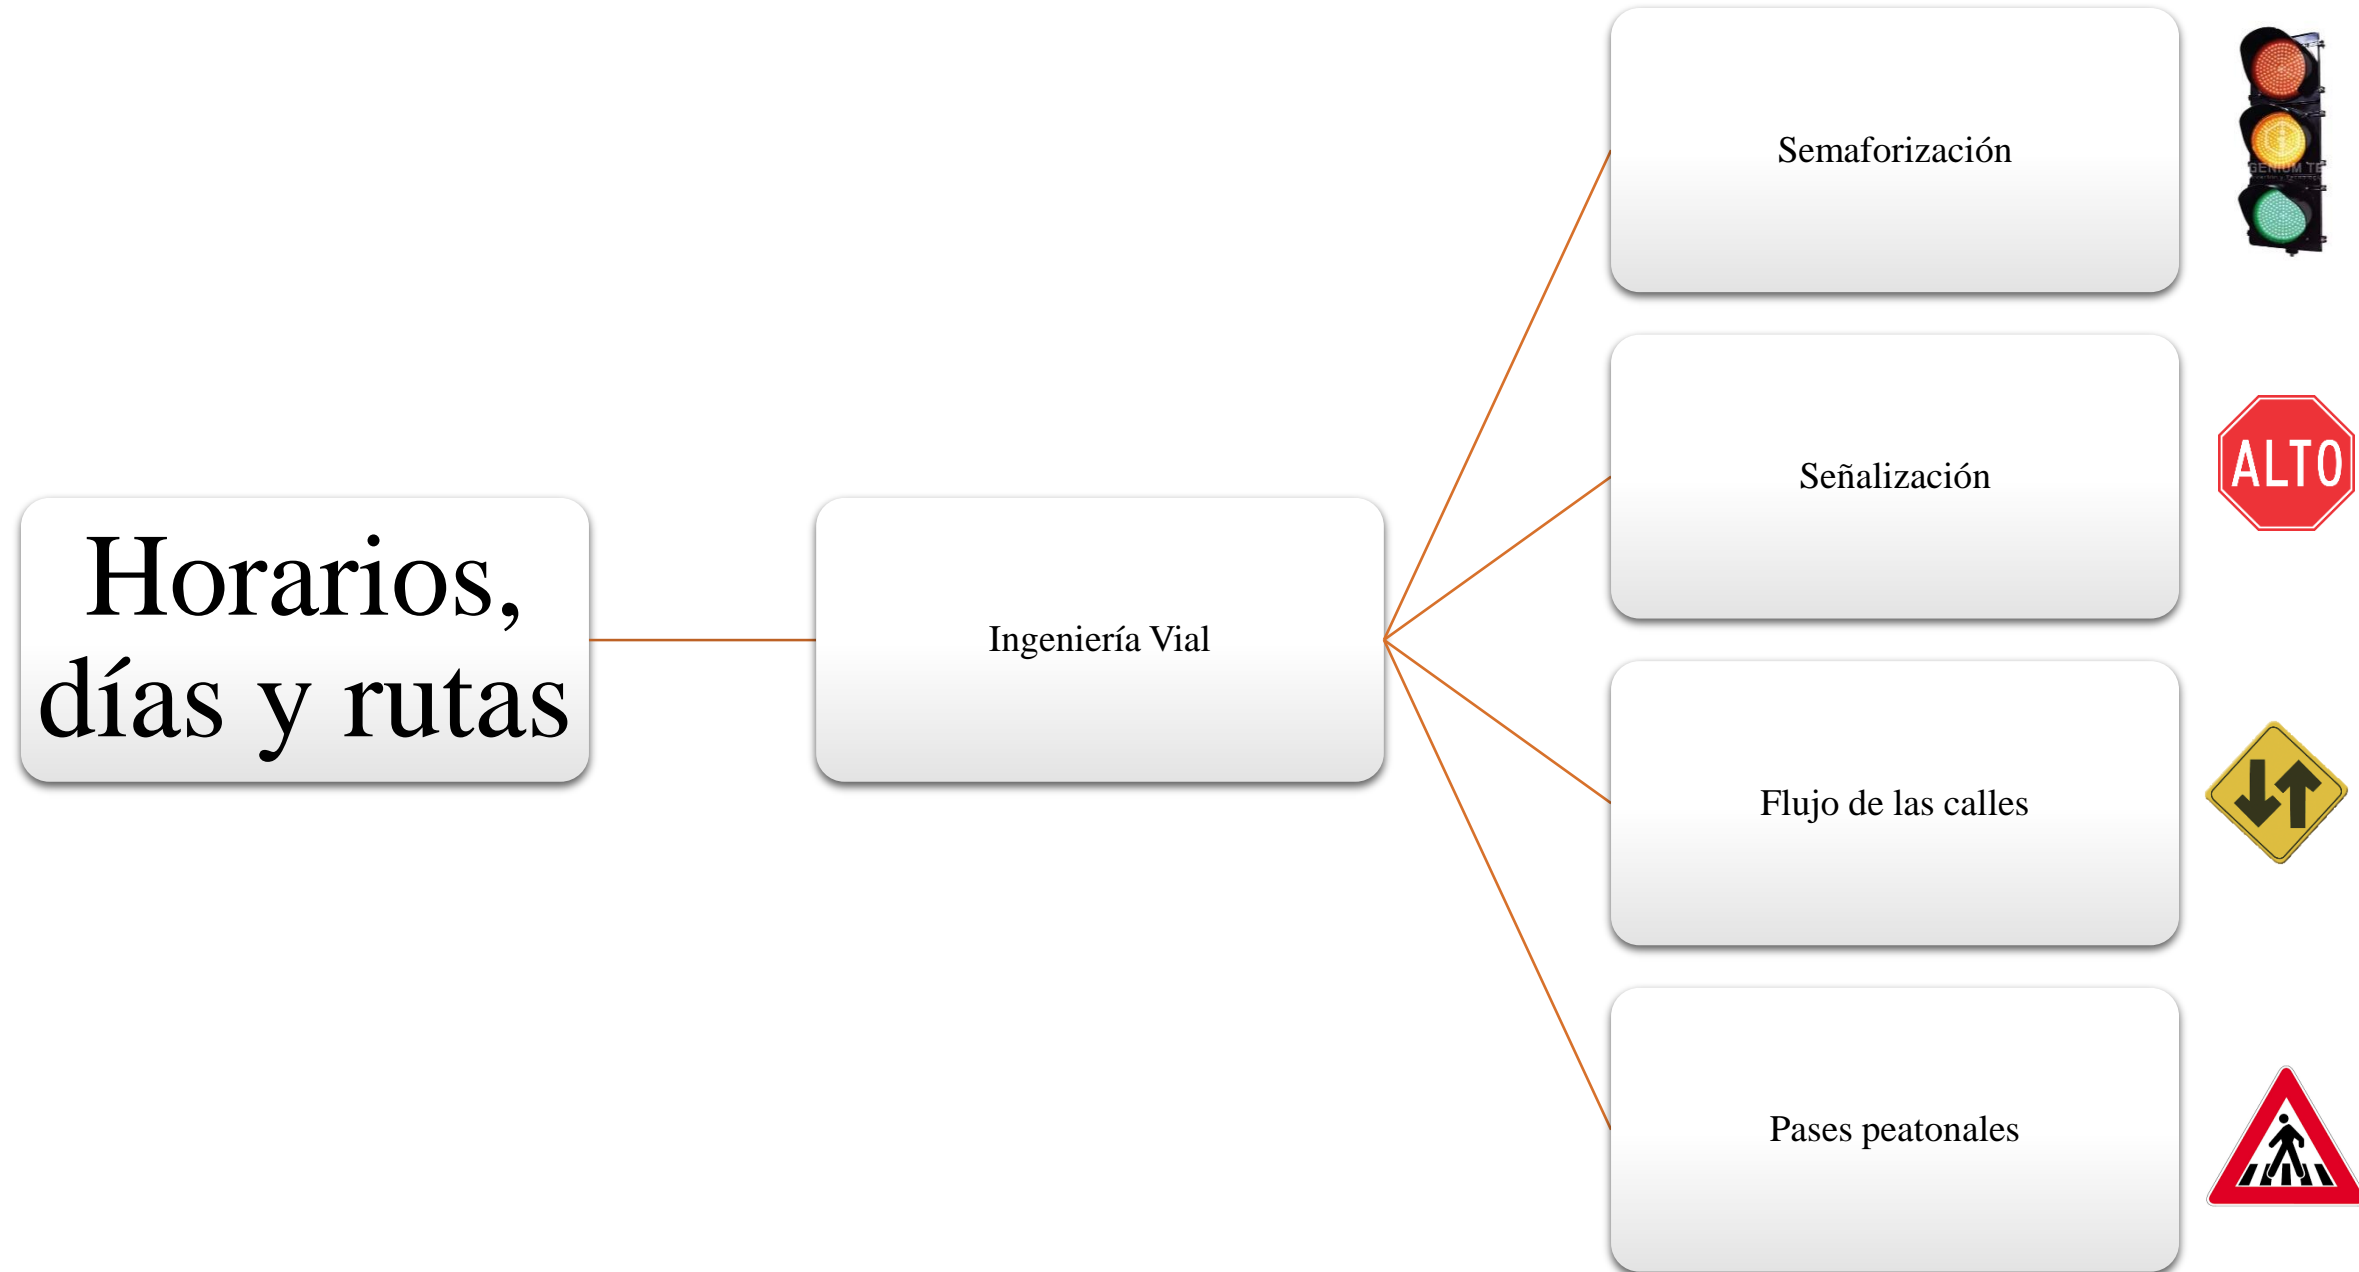 Horarios,
días y rutas
Ingeniería Vial
Semaforización
Señalización
Flujo de las calles
Pases peatonales
ALTO